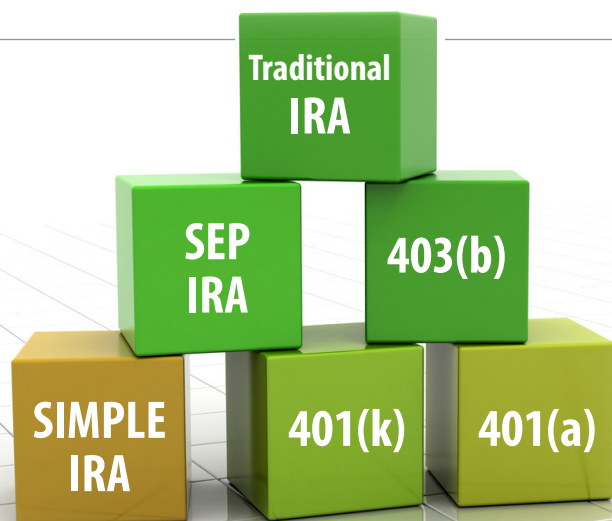 Traditional
IRA
SEP
IRA
403(b)
SIMPLE
IRA
401(k)
401(a)